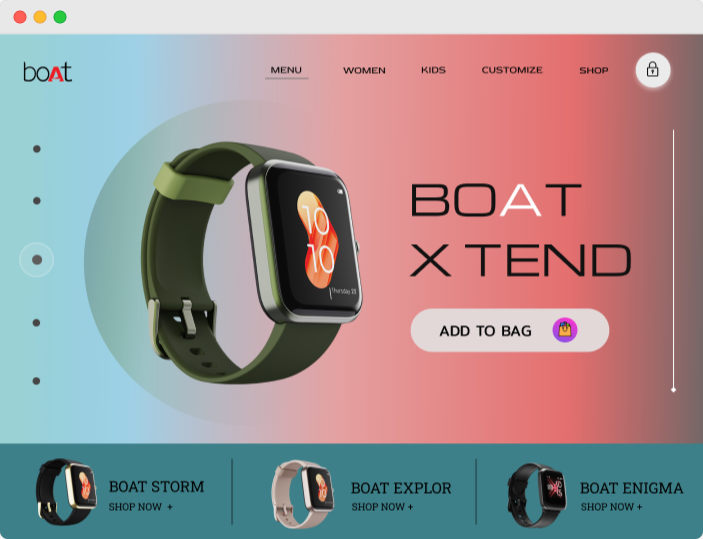 boAt
MENU
WOMEN
KIDS
CUSTOMIZE
SHOP
10
10
Thursday 25
BOAT
X TEND
ADD TO BAG
BOAT STORM
SHOP NOW +
BOAT EXPLOR
SHOP NOW +
BOAT ENIGMA
SHOP NOW +